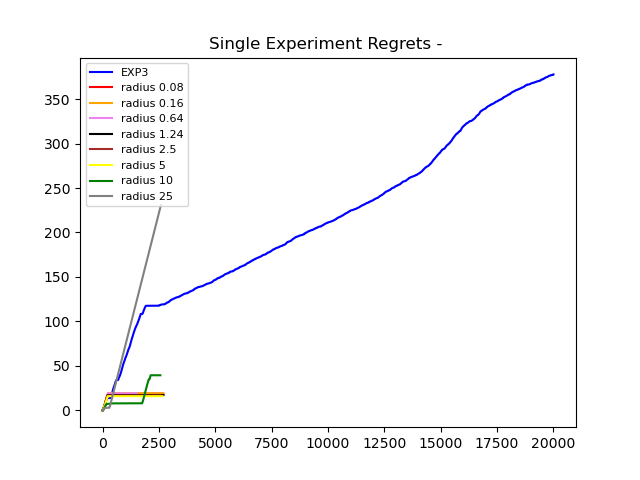 Single Experiment Regrets -
EXP3
radius 0.08
radius 0.16
radius 0.64
radius 1.24
radius 2.5
radius 5
radius 10
radius 25
350
300
250
200
150
100
50
0
0 2500 5000 7500 10000 12500 15000 17500 20000